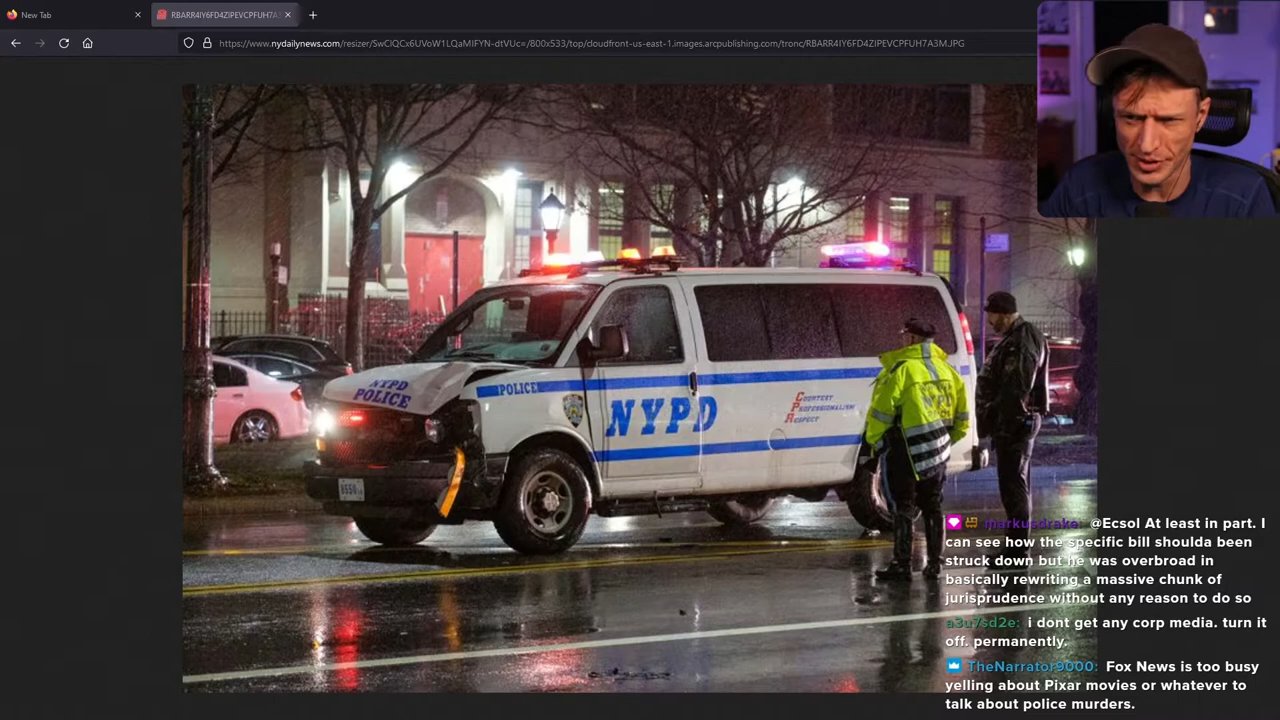 New Tab
RBARR4IY6FD4ZIPEVCPFUH7A3
https://www.nydailynews.com/resizer/SwCIQCx6UVoW1LQaMIFYN-dtVUc=/800x533/top/cloudfront-us-east-1.images.arcpublishing.com/tronc/RBARR4IY6FD4ZIPEVCPFUH7A3M.JPG
NYPD
POLICE
POLICE
NYPD
COURTESY
PROFESSIONALISM
RESPECT
markusdrake: @Ecsol At least in part. I
can see how the specific bill shoulda been
struck down but he was overbroad in
basically rewriting a massive chunk of
jurisprudence without any reason to do so
a3u7sd2e: i dont get any corp media. turn it
off. permanently.
TheNarrator9000: Fox News is too busy
yelling about Pixar movies or whatever to
talk about police murders.